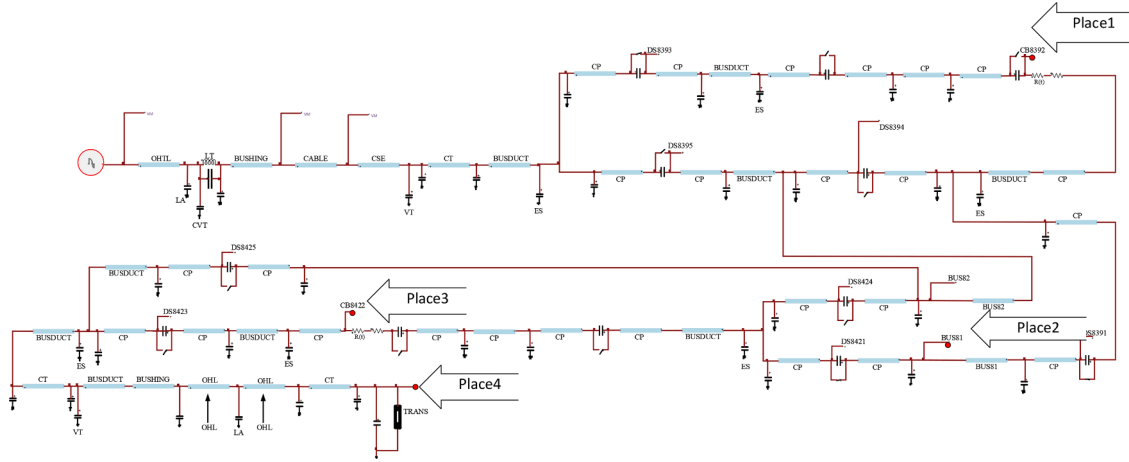 Place1
DS8393
CB8392
CP
CP
BUSDUCT
CP
CP
CP
CP
R(t)
ES
DS8394
VM
VM
VM
DS8395
OHTL
LT
BUSHING
CABLE
CSE
CT
BUSDUCT
CP
CP
BUSDUCT
CP
CP
BUSDUCT
CP
LA
CVT
VT
ES
ES
CP
DS8425
BUSDUCT
CP
CP
DS8424
BUS82
CP
CP
BUS82
Place3
CB8422
DS8423
Place2
BUS81
DS8391
BUSDUCT
CP
CP
BUSDUCT
CP
R(t)
CP
CP
CP
CP
BUSDUCT
DS8421
ES
ES
ES
CP
CP
BUS81
CP
Place4
CT
BUSDUCT
BUSHING
OHL
OHL
CT
TRANS
VT
OHL
LA
OHL